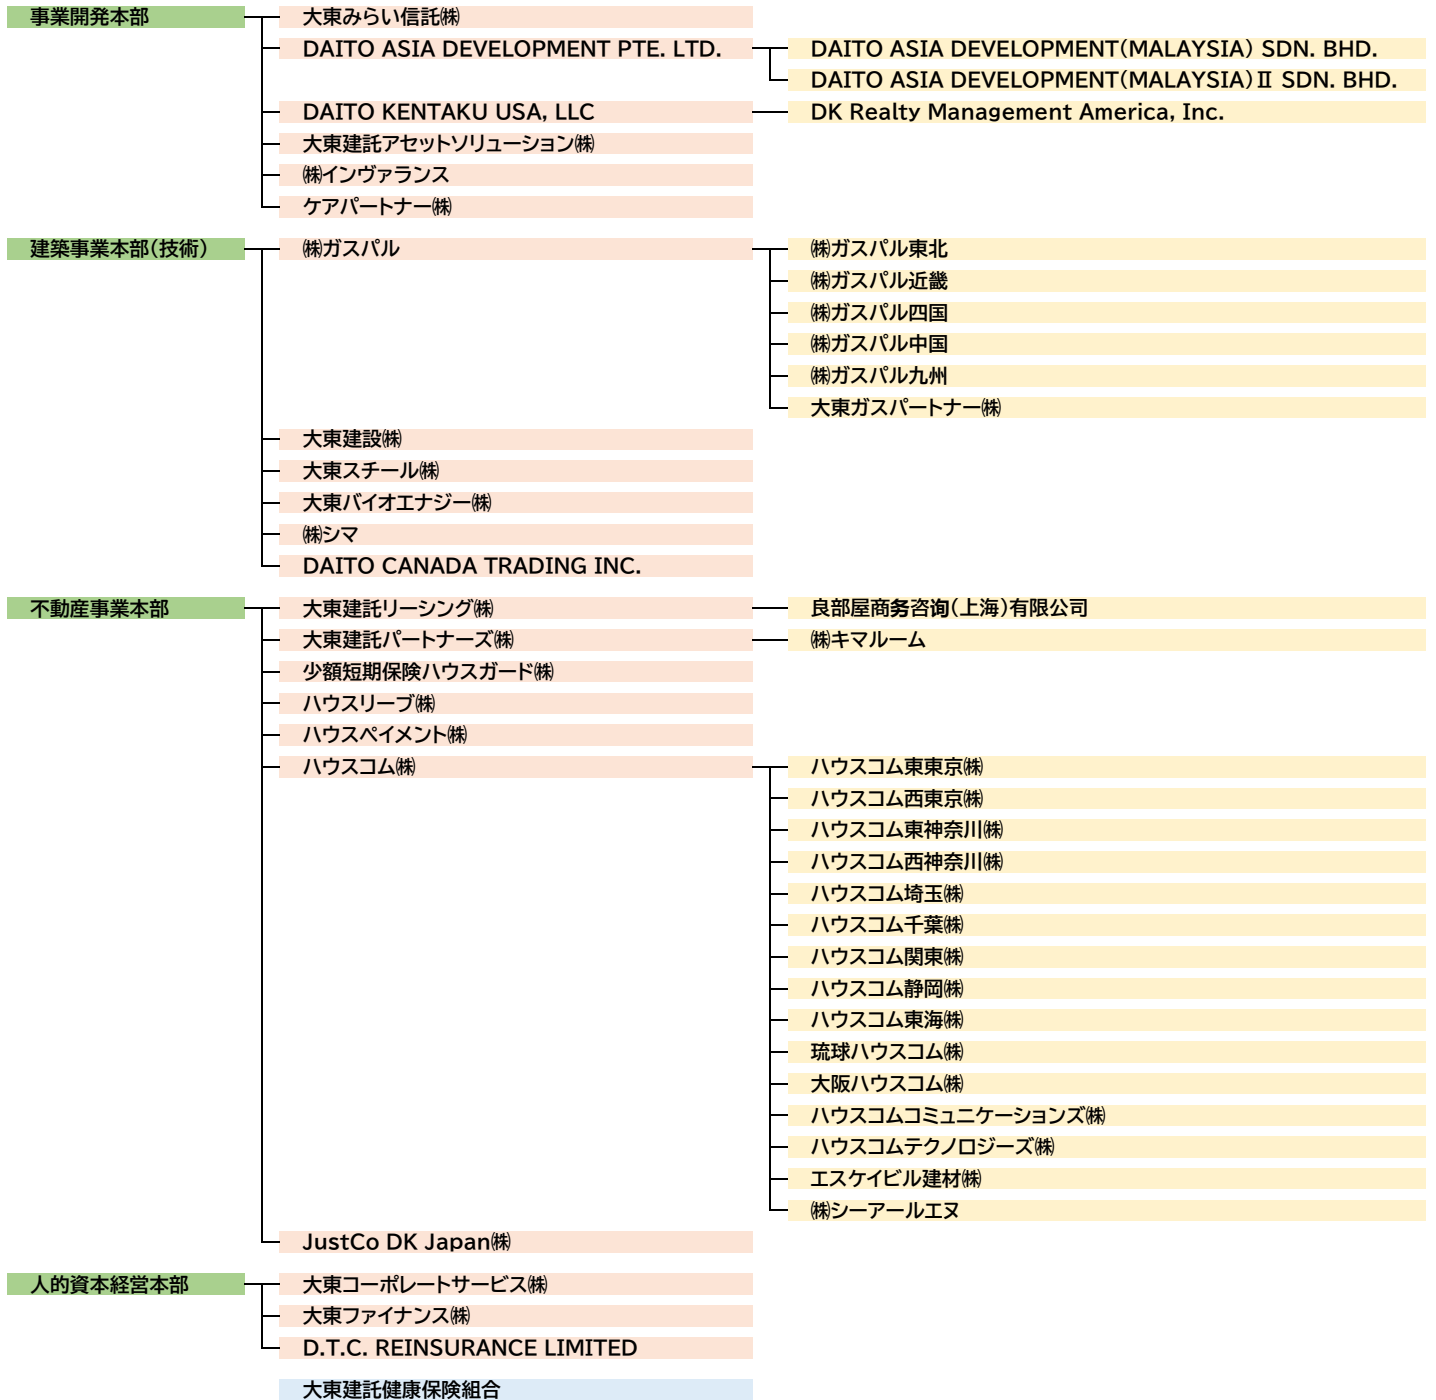 事業開発本部 大東みらい信託㈱
DAITO ASIA DEVELOPMENT PTE. LTD. DAITO ASIA DEVELOPMENT(MALAYSIA) SDN. BHD.
DAITO ASIA DEVELOPMENT(MALAYSIA)Ⅱ SDN. BHD.
DAITO KENTAKU USA, LLC DK Realty Management America, Inc.
大東建託アセットソリューション㈱
㈱インヴァランス
ケアパートナー㈱
建築事業本部(技術) ㈱ガスパル ㈱ガスパル東北
㈱ガスパル近畿
㈱ガスパル四国
㈱ガスパル中国
㈱ガスパル九州
大東ガスパートナー㈱
大東建設㈱
大東スチール㈱
大東バイオエナジー㈱
㈱シマ
DAITO CANADA TRADING INC.
不動産事業本部 大東建託リーシング㈱ 良部屋商务咨询(上海)有限公司
大東建託パートナーズ㈱ ㈱キマルーム
少額短期保険ハウスガード㈱
ハウスリーブ㈱
ハウスペイメント㈱
ハウスコム㈱ ハウスコム東東京㈱
ハウスコム西東京㈱
ハウスコム東神奈川㈱
ハウスコム西神奈川㈱
ハウスコム埼玉㈱
ハウスコム千葉㈱
ハウスコム関東㈱
ハウスコム静岡㈱
ハウスコム東海㈱
琉球ハウスコム㈱
大阪ハウスコム㈱
ハウスコムコミュニケーションズ㈱
ハウスコムテクノロジーズ㈱
エスケイビル建材㈱
㈱シーアールエヌ
JustCo DK Japan㈱
人的資本経営本部 大東コーポレートサービス㈱
大東ファイナンス㈱
D.T.C. REINSURANCE LIMITED
大東建託健康保険組合